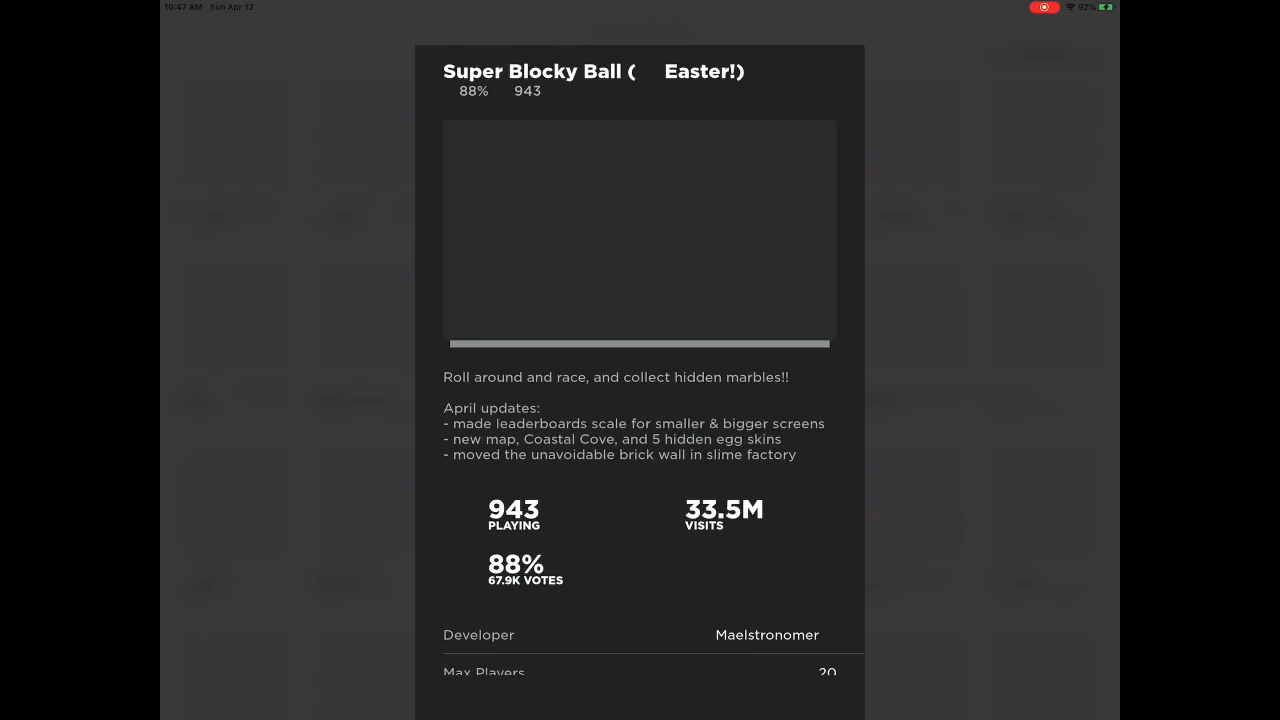 10:47 AM Sun Apr 12
92%
Super Blocky Ball ( Easter!)
88% 943
Roll around and race, and collect hidden marbles!!
April updates:
- made leaderboards scale for smaller & bigger screens
- new map, Coastal Cove, and 5 hidden egg skins
- moved the unavoidable brick wall in slime factory
943 33.5M
PLAYING VISITS
88%
67.9K VOTES
Developer Maelstronomer
Max Players 20